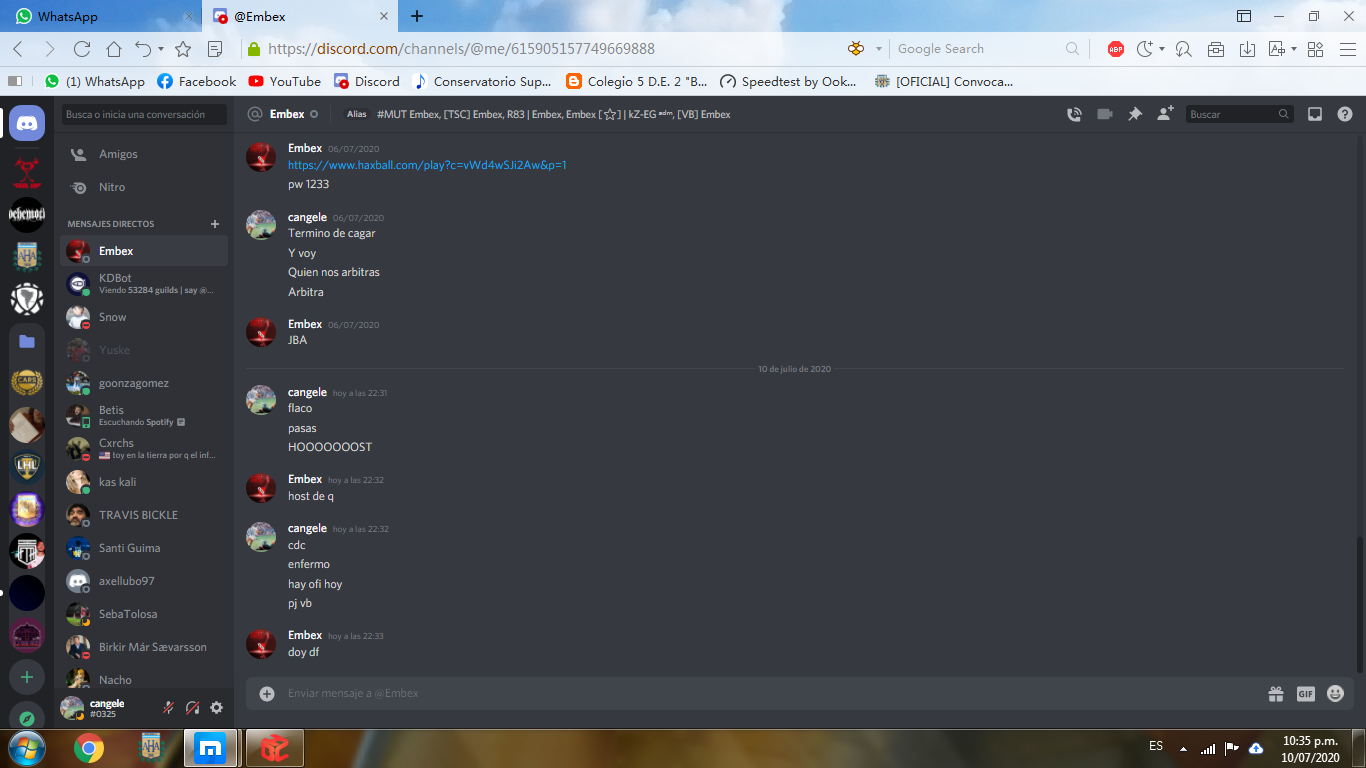 WhatsApp
@Embex
https://discord.com/channels/@me/615905157749669888
Google Search
ABP
(1) WhatsApp
Facebook
YouTube
Discord
Conservatorio Sup...
Colegio 5 D.E. 2 "B...
Speedtest by Ook...
[OFICIAL] Convoca...
Busca o inicia una conversación
Embex
Alias
#MUT Embex, [TSC] Embex, R83 | Embex, Embex [☆] | kZ-EG ᵃᵈᵐ, [VB] Embex
Buscar
Amigos
Nitro
MENSAJES DIRECTOS
Embex
KDBot
Viendo 53284 guilds | say @...
Snow
Yuske
goonzagomez
Betis
Escuchando Spotify
Cxrchs
toy en la tierra por q el inf...
kas kali
TRAVIS BICKLE
Santi Guima
axellubo97
SebaTolosa
Birkir Már Sævarsson
Nacho
cangele
#0325
AHA
CARS
LHL
FTH
Embex 06/07/2020
https://www.haxball.com/play?c=vWd4wSJi2Aw&p=1
pw 1233
cangele 06/07/2020
Termino de cagar
Y voy
Quien nos arbitras
Arbitra
Embex 06/07/2020
JBA
10 de julio de 2020
cangele hoy a las 22:31
flaco
pasas
HOOOOOOOST
Embex hoy a las 22:32
host de q
cangele hoy a las 22:32
cdc
enfermo
hay ofi hoy
pj vb
Embex hoy a las 22:33
doy df
Enviar mensaje a @Embex
GIF
ES
10:35 p.m.
10/07/2020